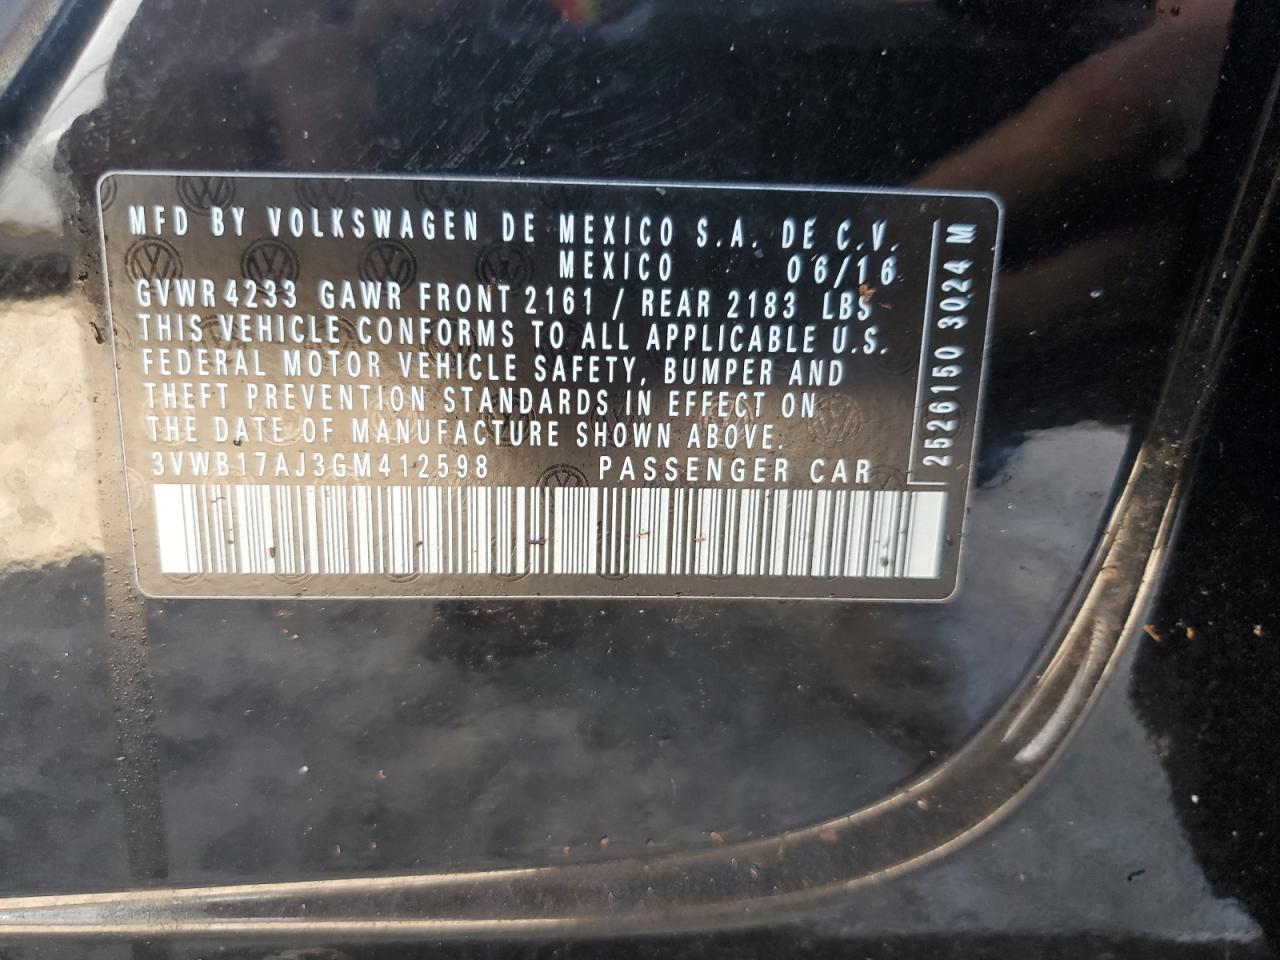 MFD BY VOLKSWAGEN DE MEXICO S.A. DE C.V.
MEXICO 06/16
GVWR 4233 GAWR FRONT 2161 / REAR 2183 LBS
THIS VEHICLE CONFORMS TO ALL APPLICABLE U.S.
FEDERAL MOTOR VEHICLE SAFETY, BUMPER AND
THEFT PREVENTION STANDARDS IN EFFECT ON
THE DATE OF MANUFACTURE SHOWN ABOVE.
3VWB17AJ3GM412598 PASSENGER CAR
2526150 3024 M